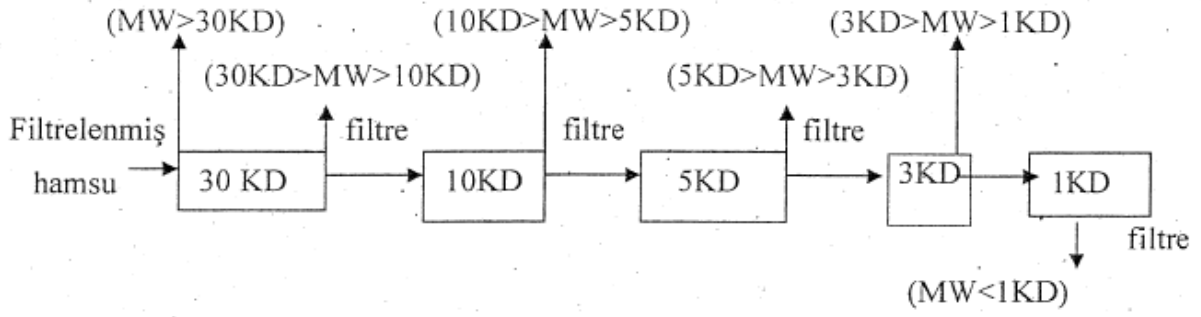 (MW>30KD)
(10KD>MW>5KD)
(3KD>MW>1KD)
(30KD>MW>10KD)
(5KD>MW>3KD)
Filtrelenmiş
hamsu
filtre
filtre
filtre
30 KD
10KD
5KD
3KD
1KD
filtre
(MW<1KD)